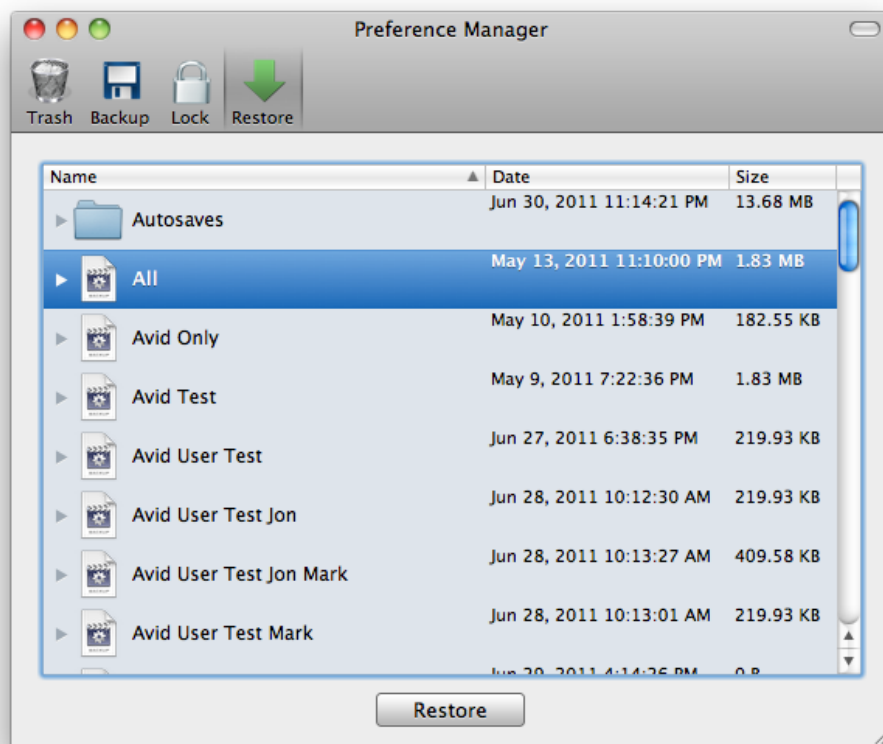 Preference Manager
Trash Backup Lock Restore
Name Date Size
Autosaves Jun 30, 2011 11:14:21 PM 13.68 MB
All May 13, 2011 11:10:00 PM 1.83 MB
Avid Only May 10, 2011 1:58:39 PM 182.55 KB
Avid Test May 9, 2011 7:22:36 PM 1.83 MB
Avid User Test Jun 27, 2011 6:38:35 PM 219.93 KB
Avid User Test Jon Jun 28, 2011 10:12:30 AM 219.93 KB
Avid User Test Jon Mark Jun 28, 2011 10:13:27 AM 409.58 KB
Avid User Test Mark Jun 28, 2011 10:13:01 AM 219.93 KB
Restore